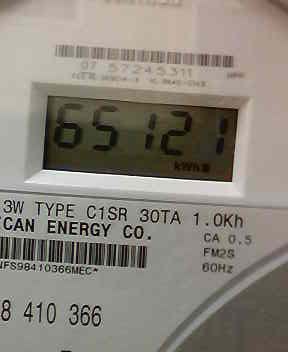 07 57245311
65121
kWh
3W TYPE C1SR 30TA 1.0Kh
CAN ENERGY CO.
CA 0.5
FM2S
60Hz
NFS98410366MEC*
8 410 366